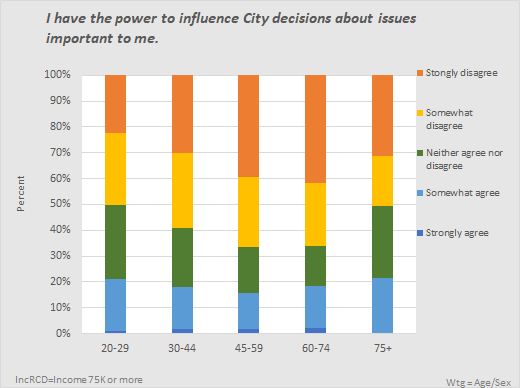 I have the power to influence City decisions about issues
important to me.
100%
90%
80%
70%
60%
50%
40%
30%
20%
10%
0%
Percent
20-29
30-44
45-59
60-74
75+
Stongly disagree
Somewhat
disagree
Neither agree nor
disagree
Somewhat agree
Strongly agree
IncRCD=Income 75K or more
Wtg = Age/Sex